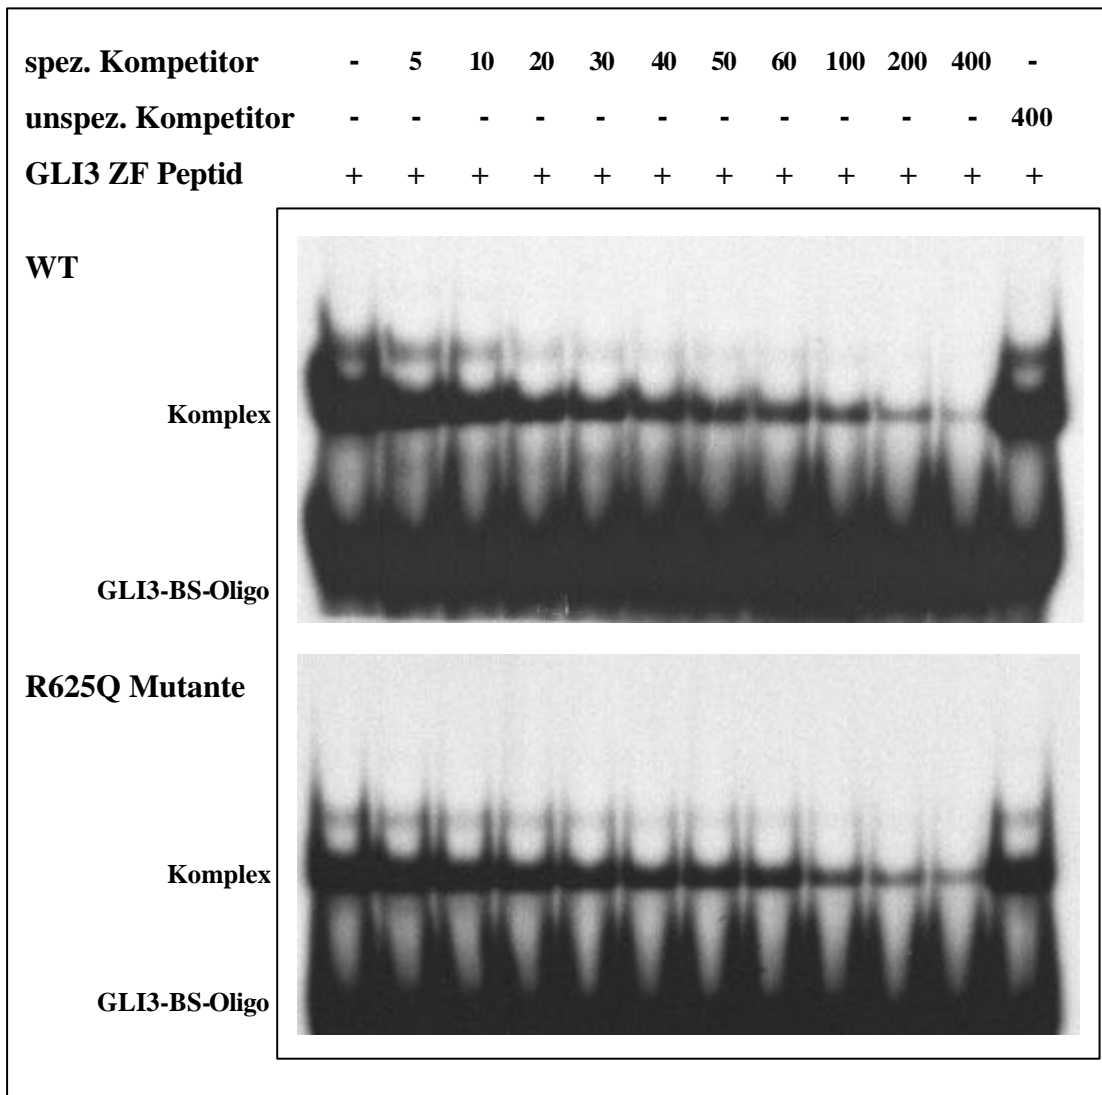 spez. Kompetitor - 5 10 20 30 40 50 60 100 200 400 -
unspez. Kompetitor - - - - - - - - - - - 400
GLI3 ZF Peptid + + + + + + + + + + + +
WT
Komplex
GLI3-BS-Oligo
R625Q Mutante
Komplex
GLI3-BS-Oligo